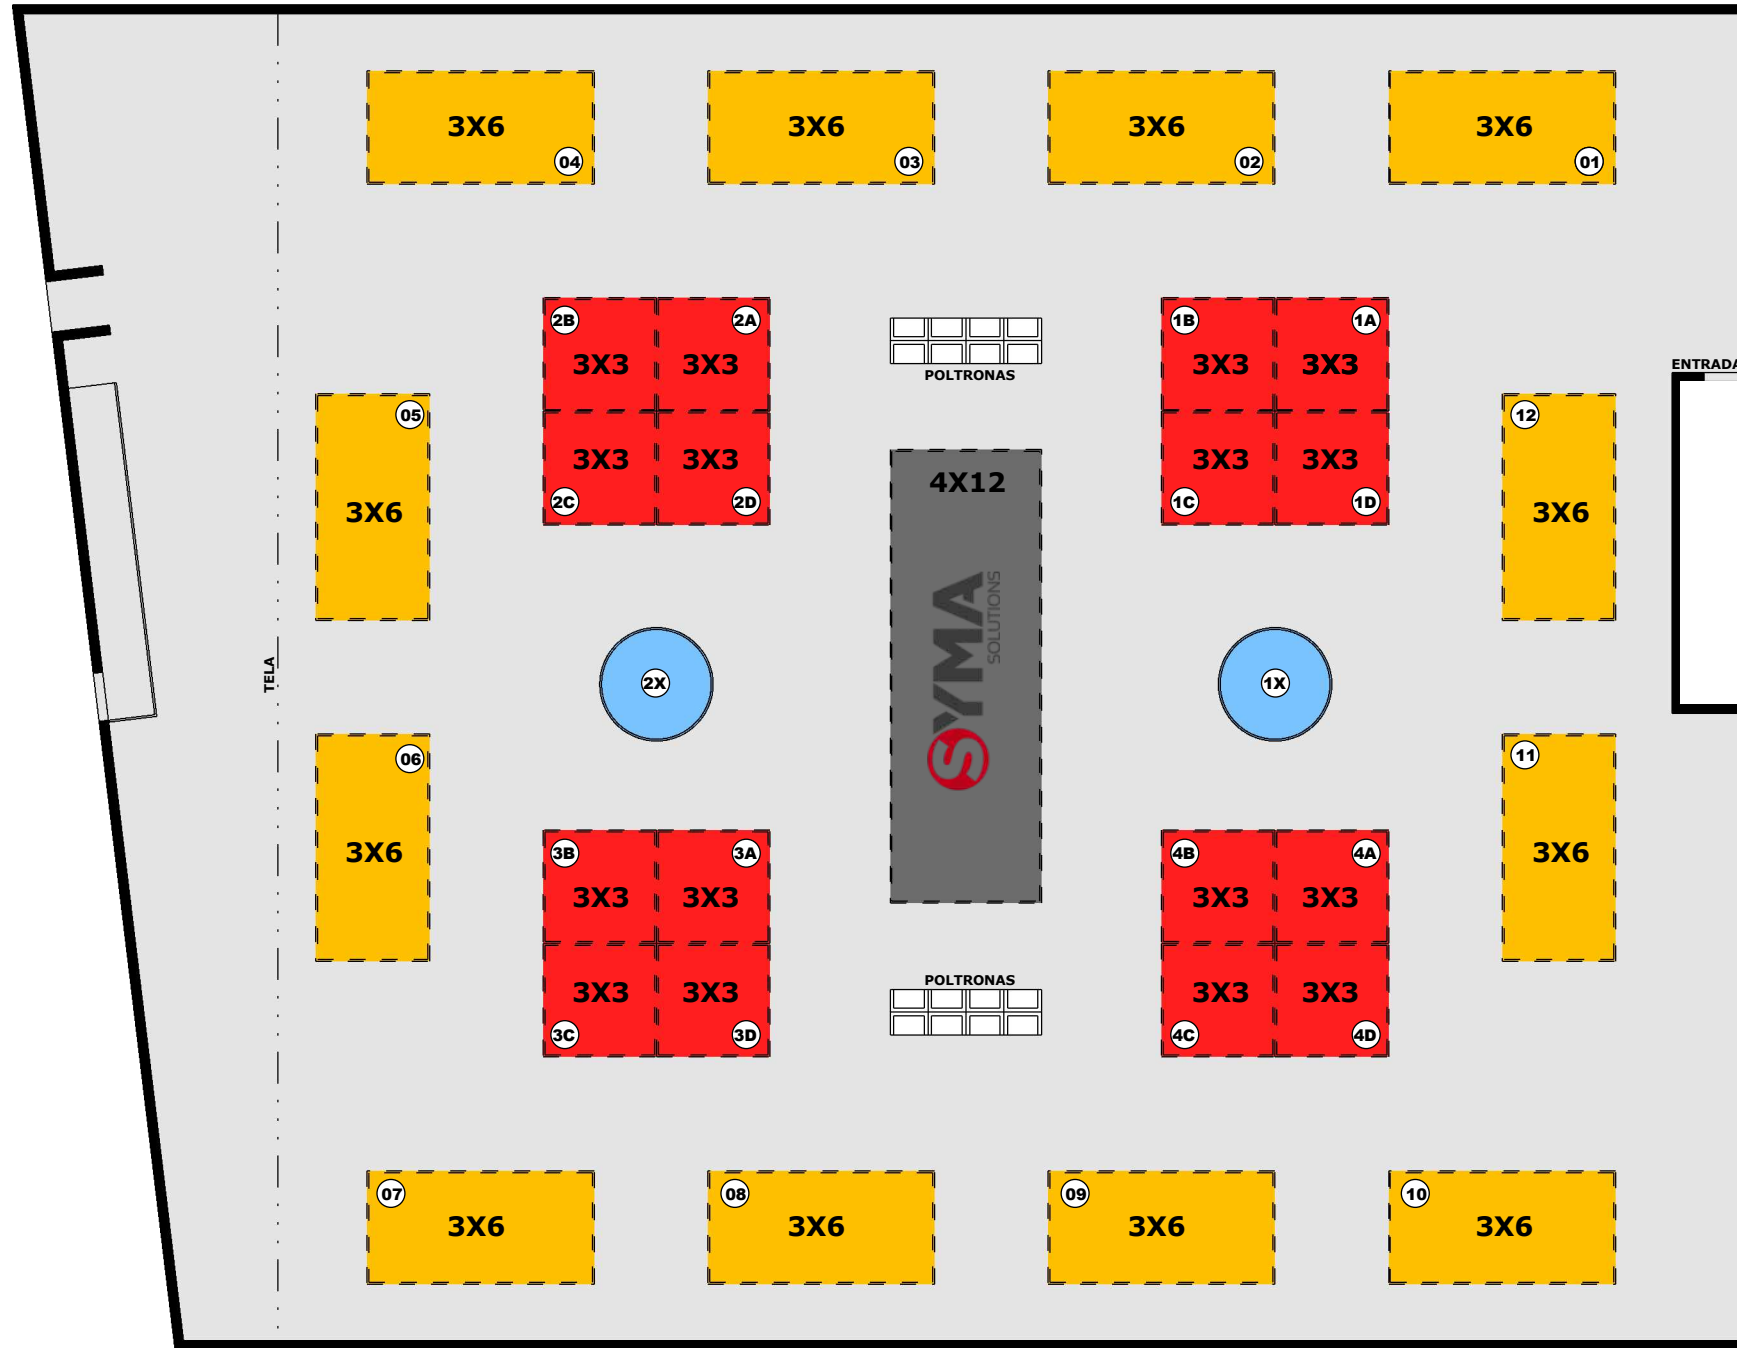 3X6
04
3X6
03
3X6
02
3X6
01
2B
2A
3X3
3X3
3X3
3X3
2C
2D
POLTRONAS
1B
1A
3X3
3X3
3X3
3X3
1C
1D
ENTRADA
05
3X6
4X12
SYMA
SOLUTIONS
12
3X6
TELA
2X
1X
06
3X6
11
3X6
3B
3A
3X3
3X3
3X3
3X3
3C
3D
POLTRONAS
4B
4A
3X3
3X3
3X3
3X3
4C
4D
07
3X6
08
3X6
09
3X6
10
3X6